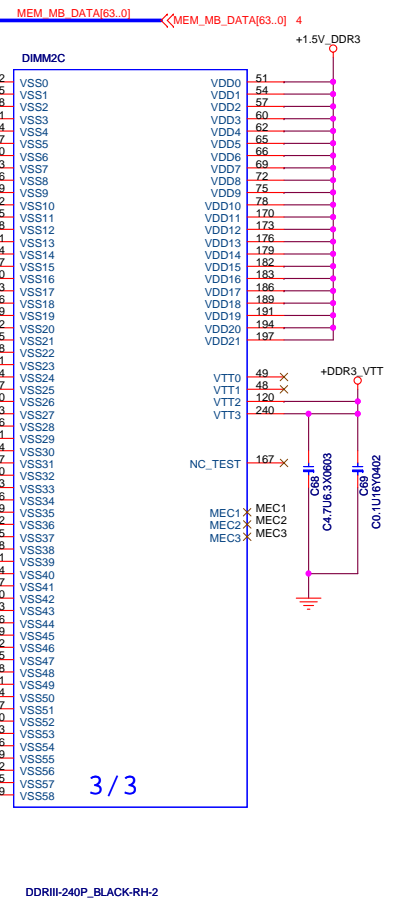 MEM_MB_DATA[63..0]
MEM_MB_DATA[63..0] 4
+1.5V_DDR3
DIMM2C
VSS0 VDD0 51
VSS1 VDD1 54
VSS2 VDD2 57
VSS3 VDD3 60
VSS4 VDD4 62
VSS5 VDD5 65
VSS6 VDD6 66
VSS7 VDD7 69
VSS8 VDD8 72
VSS9 VDD9 75
VSS10 VDD10 78
VSS11 VDD11 170
VSS12 VDD12 173
VSS13 VDD13 176
VSS14 VDD14 179
VSS15 VDD15 182
VSS16 VDD16 183
VSS17 VDD17 186
VSS18 VDD18 189
VSS19 VDD19 191
VSS20 VDD20 194
VSS21 VDD21 197
VSS22
VSS23
+DDR3_VTT
VSS24 VTT0 49
VSS25 VTT1 48
VSS26 VTT2 120
VSS27 VTT3 240
VSS28
VSS29
VSS30
VSS31 NC_TEST 167
VSS32
VSS33
VSS34
VSS35 MEC1 MEC1
VSS36 MEC2 MEC2
VSS37 MEC3 MEC3
VSS38
VSS39
VSS40
VSS41
VSS42
VSS43
VSS44
VSS45
VSS46
VSS47
VSS48
VSS49
VSS50
VSS51
VSS52
VSS53
VSS54
VSS55
VSS56
VSS57
VSS58
C68
C4.7U6.3X0603
C69
C0.1U16Y0402
3/3
DDRIII-240P_BLACK-RH-2